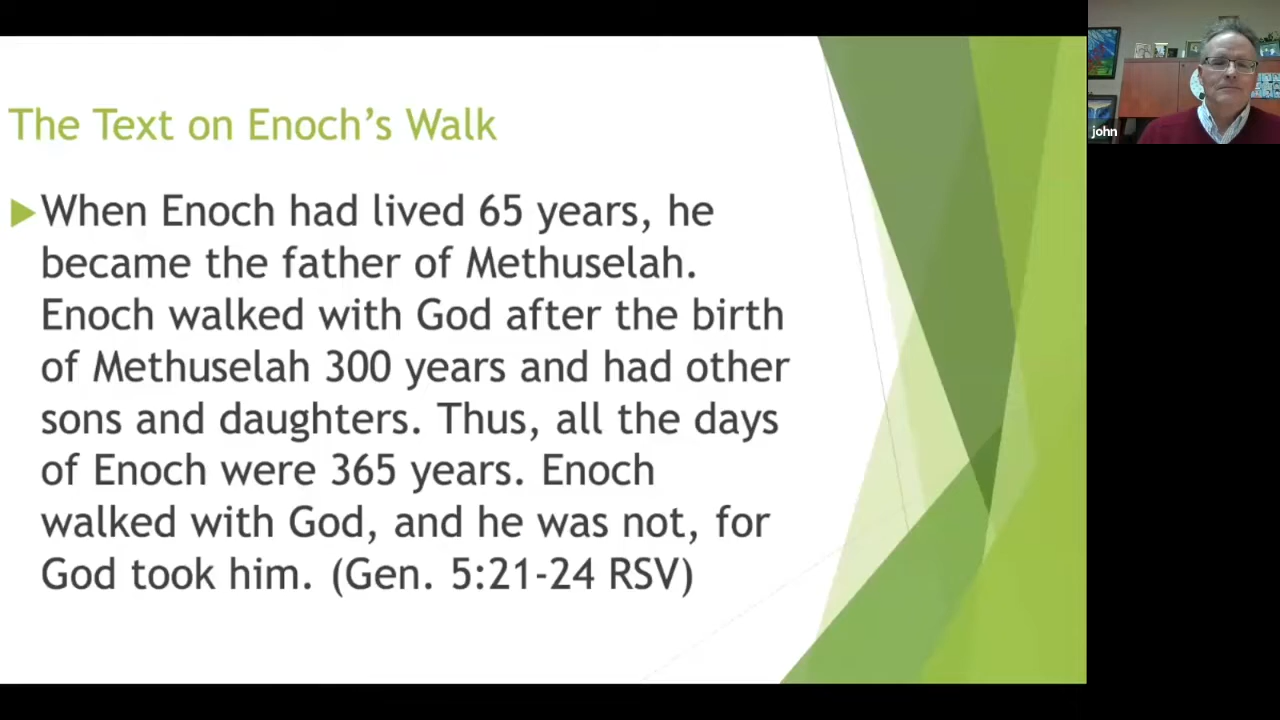 The Text on Enoch's Walk
When Enoch had lived 65 years, he
became the father of Methuselah.
Enoch walked with God after the birth
of Methuselah 300 years and had other
sons and daughters. Thus, all the days
of Enoch were 365 years. Enoch
walked with God, and he was not, for
God took him. (Gen. 5:21-24 RSV)
john